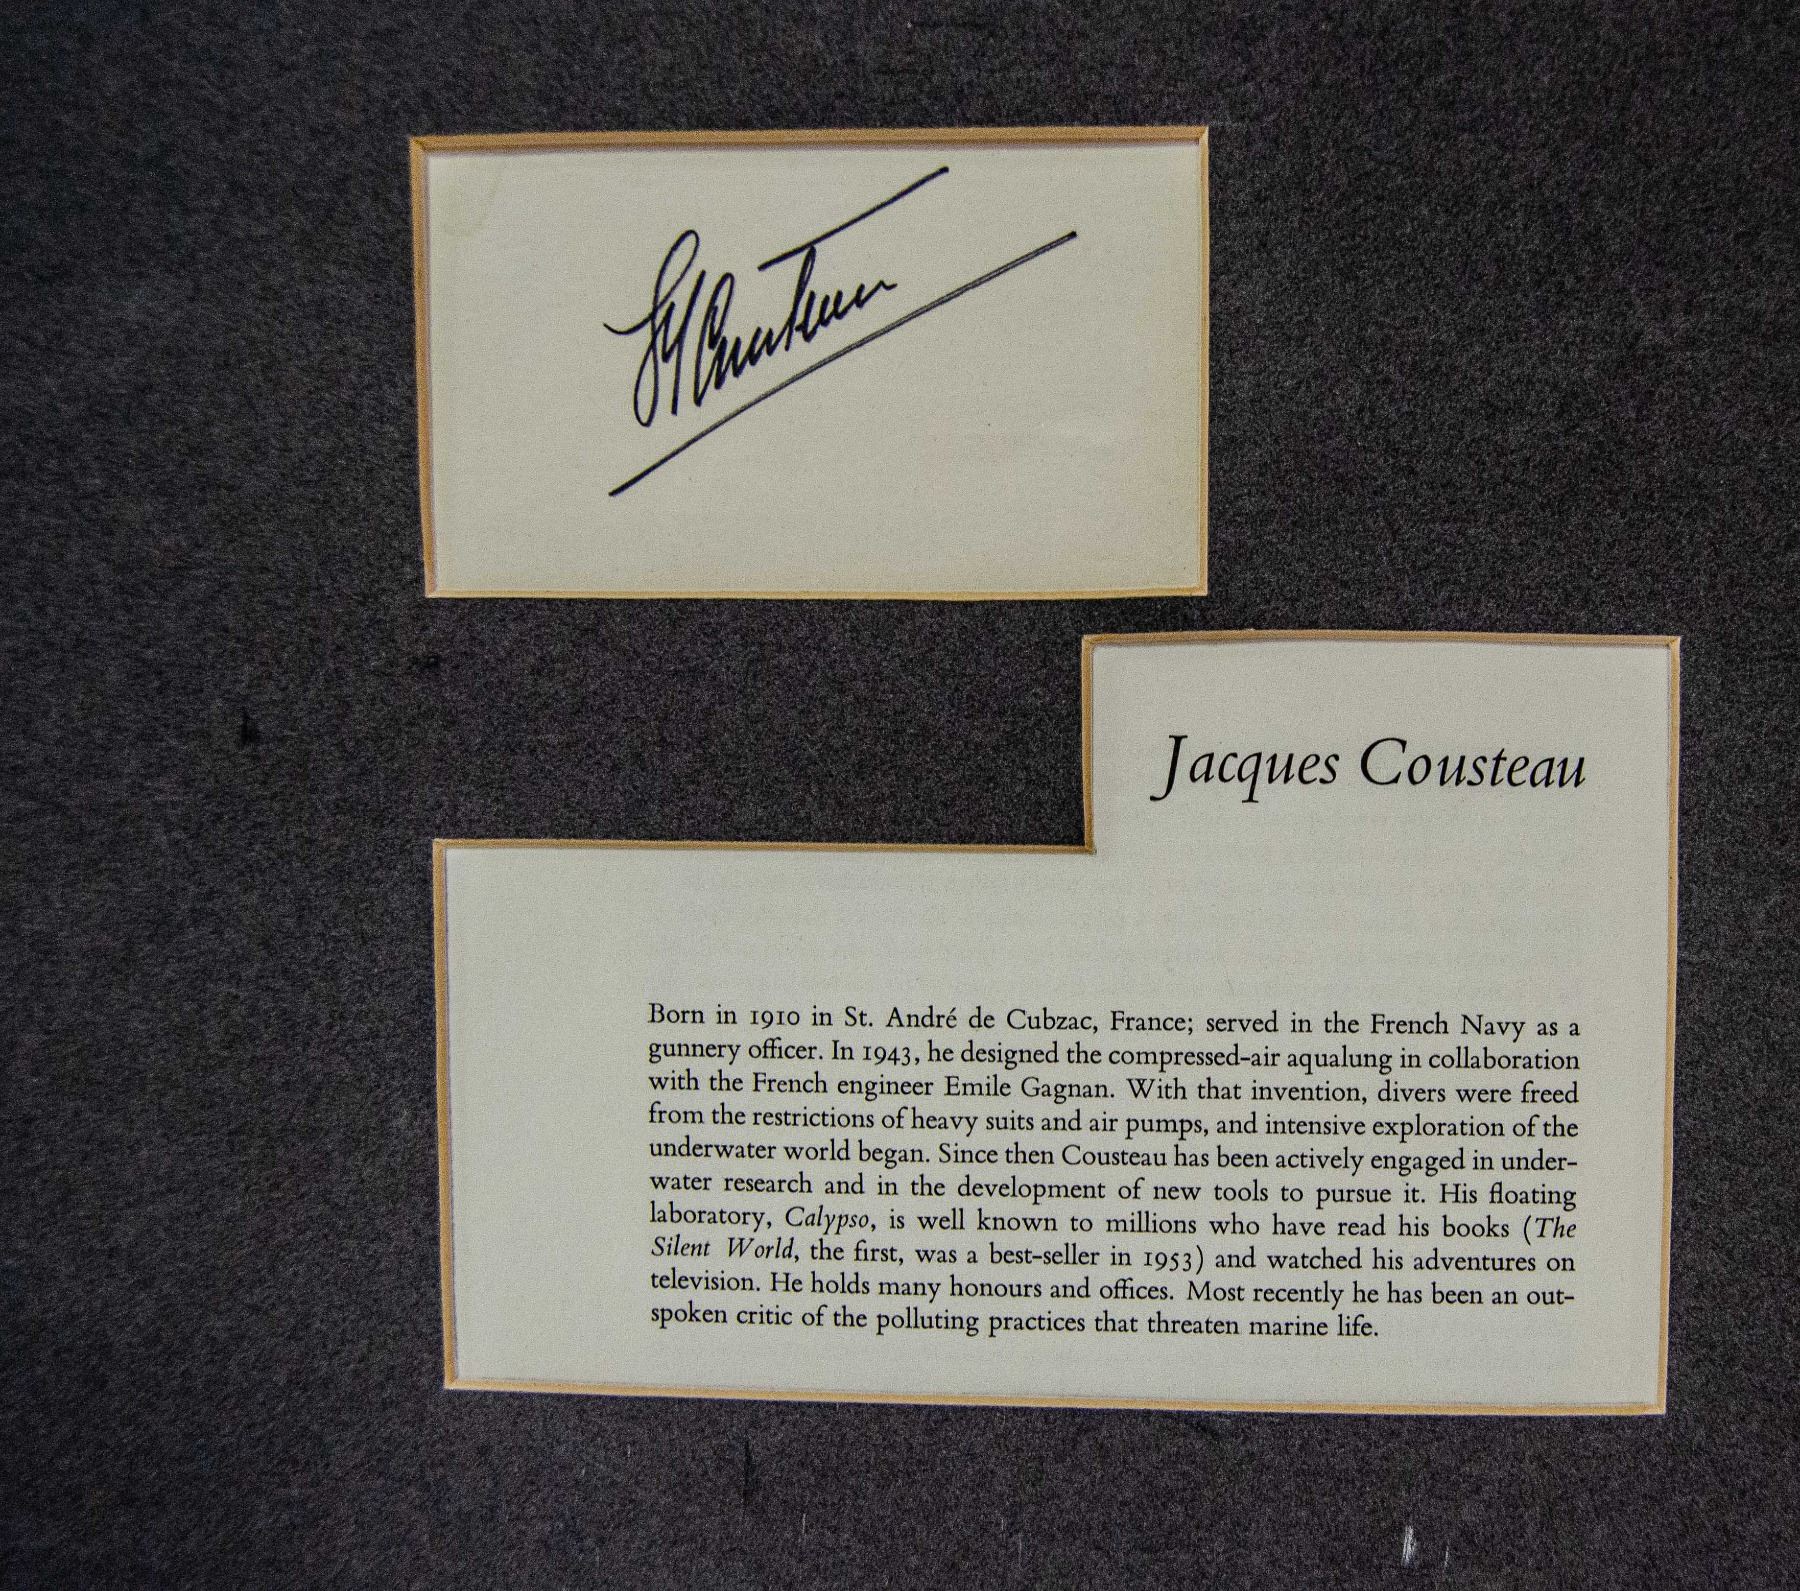 JYCousteau
Jacques Cousteau
Born in 1910 in St. André de Cubzac, France; served in the French Navy as a
gunnery officer. In 1943, he designed the compressed-air aqualung in collaboration
with the French engineer Emile Gagnan. With that invention, divers were freed
from the restrictions of heavy suits and air pumps, and intensive exploration of the
underwater world began. Since then Cousteau has been actively engaged in under-
water research and in the development of new tools to pursue it. His floating
laboratory, Calypso, is well known to millions who have read his books (The
Silent World, the first, was a best-seller in 1953) and watched his adventures on
television. He holds many honours and offices. Most recently he has been an out-
spoken critic of the polluting practices that threaten marine life.